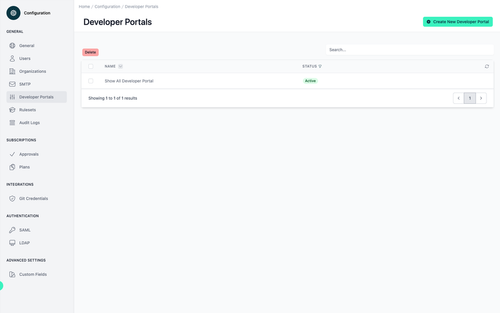 Configuration
GENERAL
General
Users
Organizations
SMTP
Developer Portals
Rulesets
Audit Logs
SUBSCRIPTIONS
Approvals
Plans
INTEGRATIONS
Git Credentials
AUTHENTICATION
SAML
LDAP
ADVANCED SETTINGS
Custom Fields
Home / Configuration / Developer Portals
Developer Portals
Create New Developer Portal
Delete
Search...
NAME STATUS
Show All Developer Portal Active
Showing 1 to 1 of 1 results
1